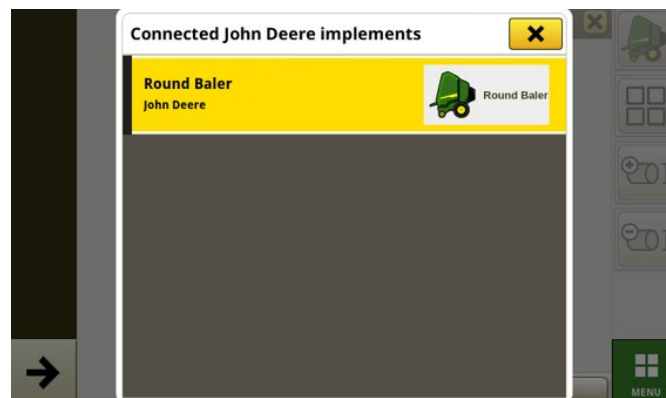 Connected John Deere implements
Round Baler
John Deere
Round Baler
MENU